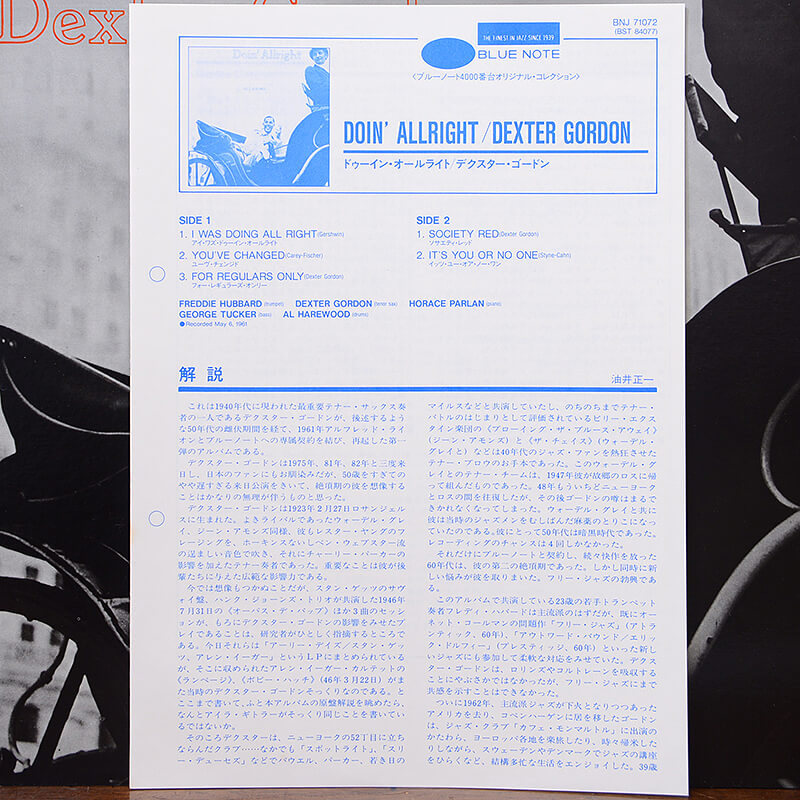 Dex
BNJ 71072
(BST 84077)
THE FINEST IN JAZZ SINCE 1939
BLUE NOTE
〈ブルーノート4000番台オリジナル・コレクション〉
Doin' Allright
DOIN' ALLRIGHT/DEXTER GORDON
ドゥーイン・オールライト/デクスター・ゴードン
SIDE 1
1. I WAS DOING ALL RIGHT(Gershwin)
アイ・ワズ・ドゥーイン・オールライト
2. YOU'VE CHANGED(Carey-Fischer)
ユーヴ・チェンジド
3. FOR REGULARS ONLY(Dexter Gordon)
フォー・レギュラーズ・オンリー
SIDE 2
1. SOCIETY RED(Dexter Gordon)
ソサエティ・レッド
2. IT'S YOU OR NO ONE(Styne-Cahn)
イッツ・ユー・オア・ノー・ワン
FREDDIE HUBBARD(trumpet) DEXTER GORDON(tenor sax) HORACE PARLAN(piano)
GEORGE TUCKER(bass) AL HAREWOOD(drums)
●Recorded May 6, 1961
解説
油井正一
これは1940年代に現われた最重要テナー・サックス奏
者の一人であるデクスター・ゴードンが、後述するよう
な50年代の雌伏期間を経て、1961年アルフレッド・ライ
オンとブルーノートへの専属契約を結び、再起した第一
弾のアルバムである。
デクスター・ゴードンは1975年、81年、82年と三度来
日し、日本のファンにもお馴染みだが、50歳をすぎての
やや遅すぎる来日公演をきいて、絶頂期の彼を想像する
ことはかなりの無理が伴うものと思った。
デクスター・ゴードンは1923年2月27日ロサンジェル
スに生まれた。よきライバルであったウォーデル・グレ
イ、ジーン・アモンズ同様、彼もレスター・ヤングのフ
レージングを、ホーキンスないしベン・ウェブスター流
の逞ましい音色で吹き、それにチャーリー・パーカーの
影響を加えたテナー奏者であった。重要なことは彼が後
輩たちに与えた広範な影響力である。
今では想像もつかぬことだが、スタン・ゲッツのサヴ
ォイ盤、ハンク・ジョーンズ・トリオが共演した1946年
7月31日の《オーパス・デ・バップ》ほか3曲のセッシ
ョンが、もろにデクスター・ゴードンの影響をみせたプ
レイであることは、研究者がひとしく指摘するところで
ある。今日それらは「アーリー・デイズ/スタン・ゲッ
ツ、アレン・イーガー」というLPにまとめられている
が、そこに収められたアレン・イーガー・カルテット
《ランページ》、《ボビー・ハッチ》(46年3月22日)がま
た当時のデクスター・ゴードンそっくりなのである。と
ここまで書いて、ふと本アルバムの原盤解説を眺めたら、
なんとアイラ・ギトラーがそっくり同じことを書いてい
るではないか。
そのころデクスターは、ニューヨークの52丁目に立ち
ならんだクラブ……なかでも「スポットライト」、「スリ
ー・デューセズ」などでパウエル、パーカー、若き日の
マイルスなどと共演していたし、のちのちまでテナー・
バトルのはじまりとして評価されているビリー・エクス
タイン楽団の《ブローイング・ザ・ブルース・アウェイ》
(ジーン・アモンズ)と《ザ・チェイス》(ウォーデル・
グレイと)などは40年代のジャズ・ファンを熱狂させた
テナー・ブロウのお手本であった。このウォーデル・グ
レイとのテナー・チームは、1947年彼が故郷のロスに帰
って組んだものであった。48年もういちどニューヨーク
とロスの間を往復したが、その後ゴードンの噂はまるで
きかれなくなってしまった。ウォーデル・グレイと共に
彼は当時のジャズメンをむしばんだ麻薬のとりこになっ
ていたのである。彼にとって50年代は暗黒時代であった。
レコーディングのチャンスは4回しかなかった。
それだけにブルーノートと契約し、続々快作を放った
60年代は、彼の第二の絶頂期であった。しかし同時に新
しい悩みが彼を取りまいた。フリー・ジャズの勃興であ
る。
このアルバムで共演している23歳の若手トランペット
奏者フレディ・ハバードは主流派のはずだが、既にオー
ネット・コールマンの問題作「フリー・ジャズ」(アトラ
ンティック、60年)、「アウトワード・バウンド/エリッ
ク・ドルフィー」(プレスティッジ、60年)といった新し
いジャズにも参加して柔軟な対応をみせていた。デクス
ター・ゴードンは、ロリンズやコルトレーンを吸収する
ことにやぶさかではなかったが、フリー・ジャズにまで
共感を示すことはできなかった。
ついに1962年、主流派ジャズが下火となりつつあった
アメリカを去り、コペンハーゲンに居を移したゴードン
は、ジャズ・クラブ「カフェ・モンマルトル」に出演の
かたわら、ヨーロッパ各地を楽旅したり、時々帰米した
りしながら、スウェーデンやデンマークでジャズの講座
をひらくなど、結構多忙な生活をエンジョイした。39歳